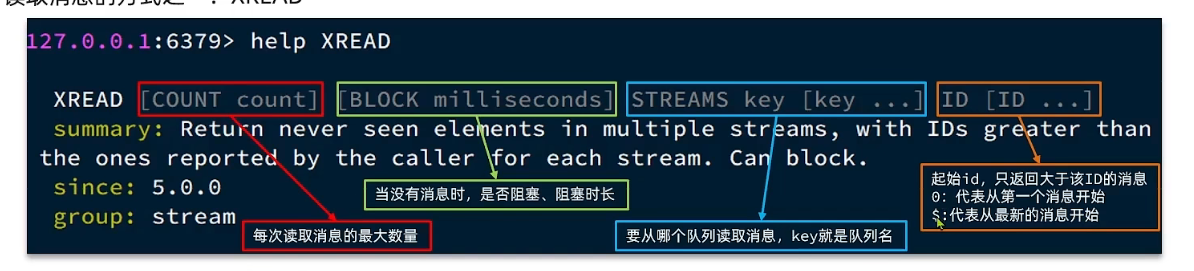 读取消息的方式之一：XREAD
127.0.0.1:6379> help XREAD
XREAD [COUNT count] [BLOCK milliseconds] STREAMS key [key ...] ID [ID ...]
summary: Return never seen elements in multiple streams, with IDs greater than
the ones reported by the caller for each stream. Can block.
since: 5.0.0
group: stream
当没有消息时，是否阻塞、阻塞时长
起始id，只返回大于该ID的消息
0：代表从第一个消息开始
$:代表从最新的消息开始
每次读取消息的最大数量
要从哪个队列读取消息，key就是队列名